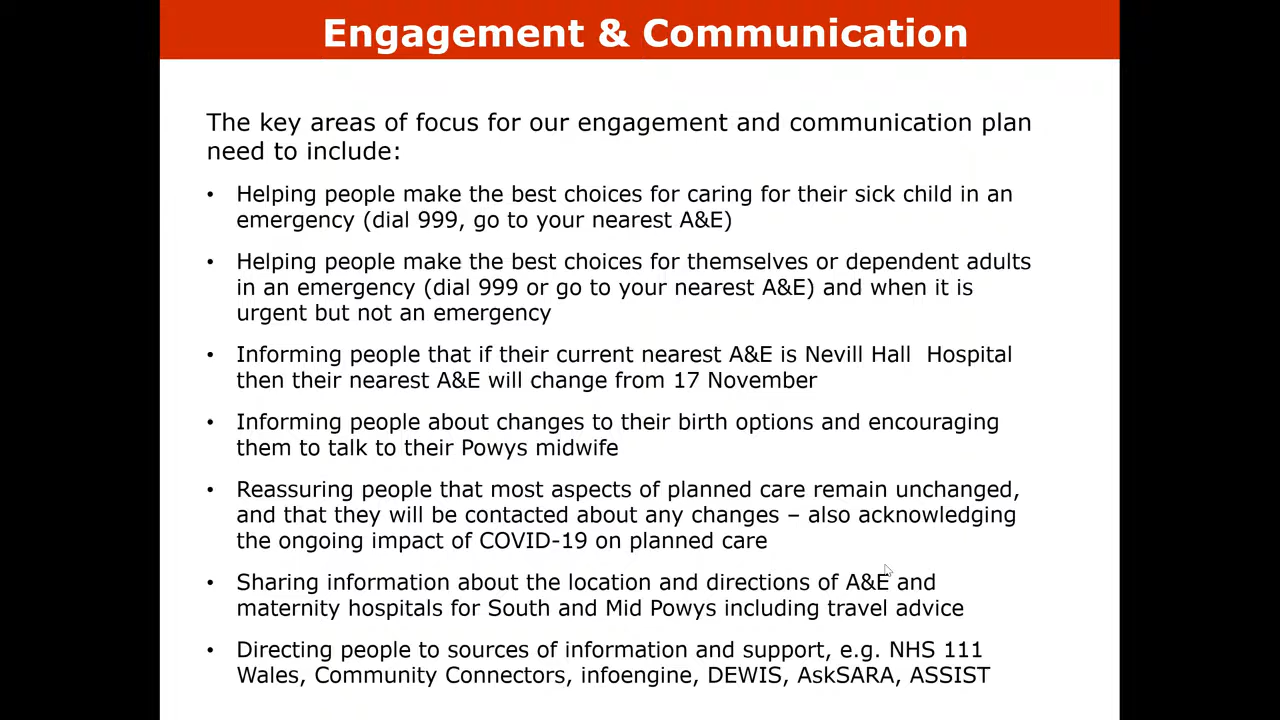 Engagement & Communication
The key areas of focus for our engagement and communication plan
need to include:
• Helping people make the best choices for caring for their sick child in an
emergency (dial 999, go to your nearest A&E)
• Helping people make the best choices for themselves or dependent adults
in an emergency (dial 999 or go to your nearest A&E) and when it is
urgent but not an emergency
• Informing people that if their current nearest A&E is Nevill Hall  Hospital
then their nearest A&E will change from 17 November
• Informing people about changes to their birth options and encouraging
them to talk to their Powys midwife
• Reassuring people that most aspects of planned care remain unchanged,
and that they will be contacted about any changes – also acknowledging
the ongoing impact of COVID-19 on planned care
• Sharing information about the location and directions of A&E and
maternity hospitals for South and Mid Powys including travel advice
• Directing people to sources of information and support, e.g. NHS 111
Wales, Community Connectors, infoengine, DEWIS, AskSARA, ASSIST